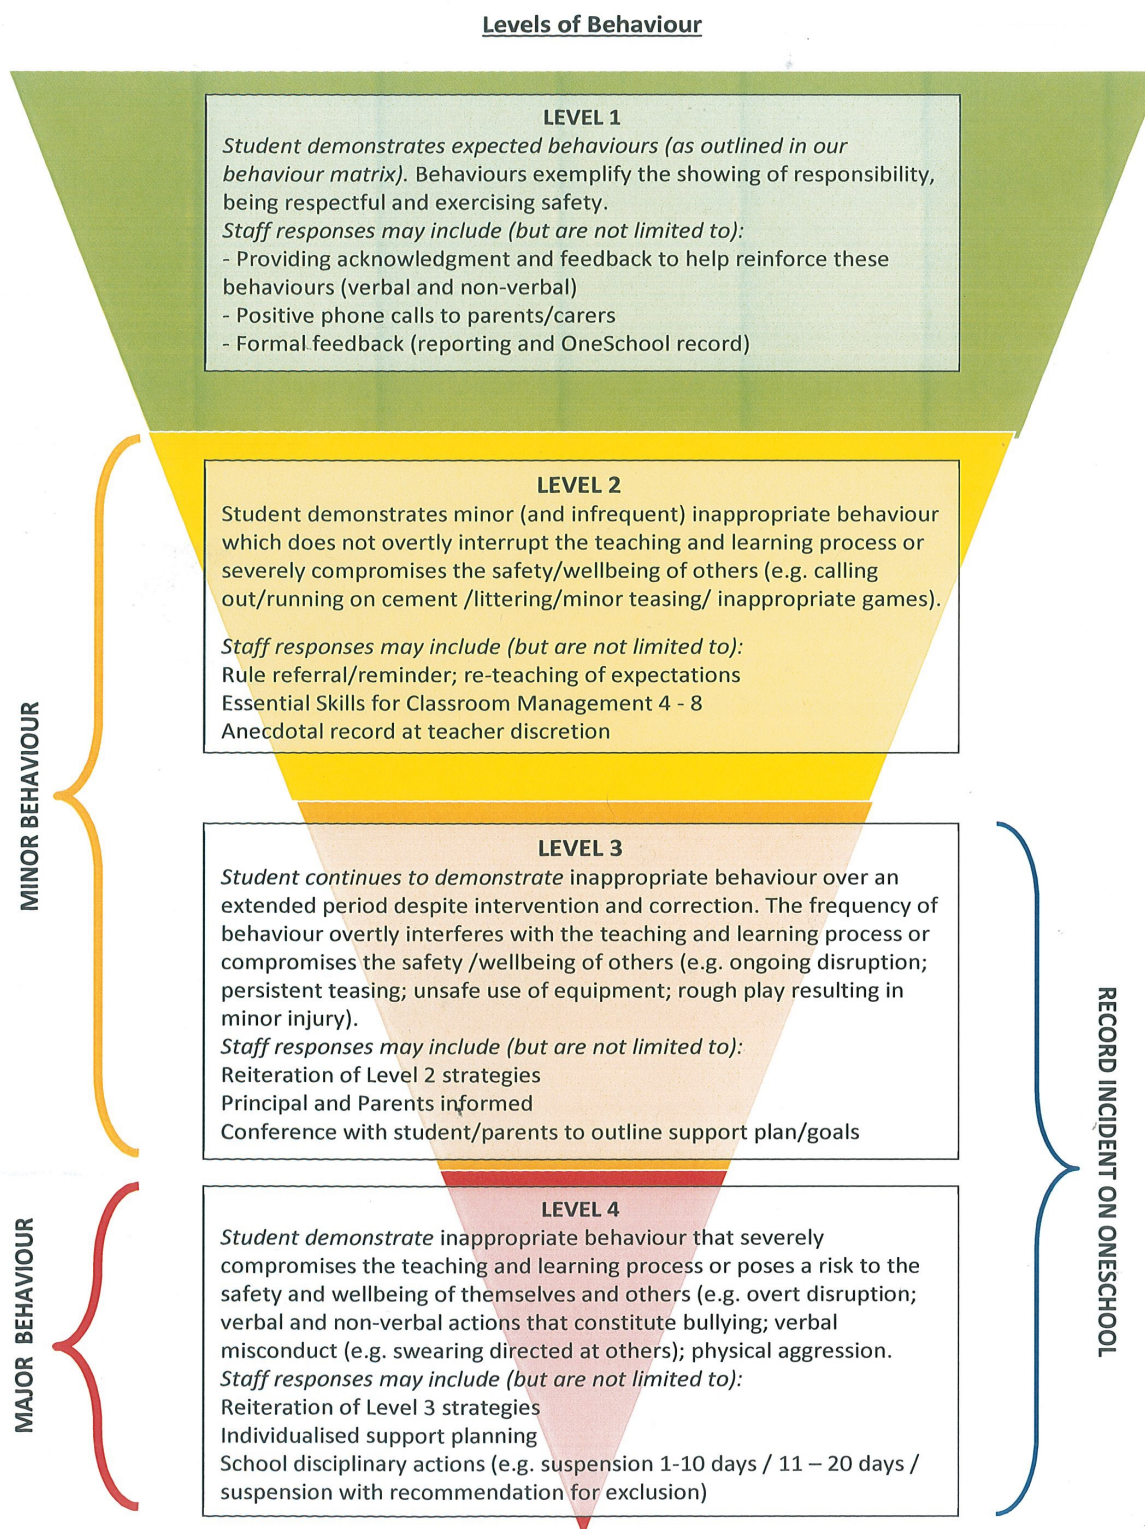 Levels of Behaviour
LEVEL 1
Student demonstrates expected behaviours (as outlined in our
behaviour matrix). Behaviours exemplify the showing of responsibility,
being respectful and exercising safety.
Staff responses may include (but are not limited to):
- Providing acknowledgment and feedback to help reinforce these
behaviours (verbal and non-verbal)
- Positive phone calls to parents/carers
- Formal feedback (reporting and OneSchool record)
MINOR BEHAVIOUR
LEVEL 2
Student demonstrates minor (and infrequent) inappropriate behaviour
which does not overtly interrupt the teaching and learning process or
severely compromises the safety/wellbeing of others (e.g. calling
out/running on cement /littering/minor teasing/ inappropriate games).
Staff responses may include (but are not limited to):
Rule referral/reminder; re-teaching of expectations
Essential Skills for Classroom Management 4 - 8
Anecdotal record at teacher discretion
LEVEL 3
Student continues to demonstrate inappropriate behaviour over an
extended period despite intervention and correction. The frequency of
behaviour overtly interferes with the teaching and learning process or
compromises the safety /wellbeing of others (e.g. ongoing disruption;
persistent teasing; unsafe use of equipment; rough play resulting in
minor injury).
Staff responses may include (but are not limited to):
Reiteration of Level 2 strategies
Principal and Parents informed
Conference with student/parents to outline support plan/goals
RECORD INCIDENT ON ONESCHOOL
MAJOR BEHAVIOUR
LEVEL 4
Student demonstrate inappropriate behaviour that severely
compromises the teaching and learning process or poses a risk to the
safety and wellbeing of themselves and others (e.g. overt disruption;
verbal and non-verbal actions that constitute bullying; verbal
misconduct (e.g. swearing directed at others); physical aggression.
Staff responses may include (but are not limited to):
Reiteration of Level 3 strategies
Individualised support planning
School disciplinary actions (e.g. suspension 1-10 days / 11 – 20 days /
suspension with recommendation for exclusion)